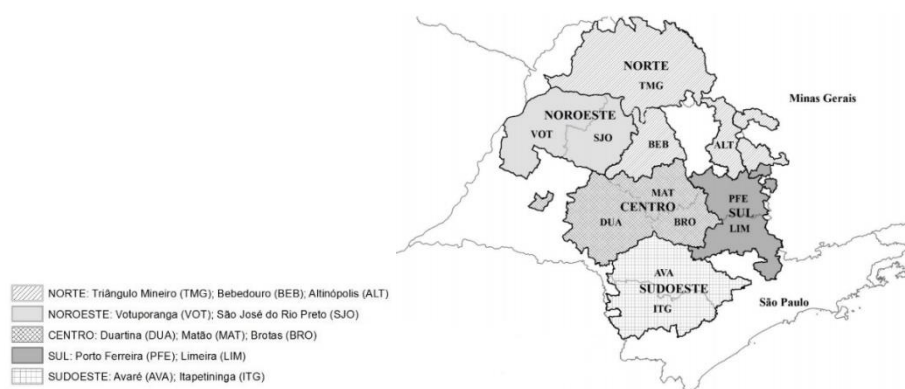 NORTE
TMG
Minas Gerais
NOROESTE
VOT
SJO
BEB
ALT
MAT
CENTRO
DUA
BRO
PFE
SUL
LIM
AVA
SUDOESTE
ITG
São Paulo
NORTE: Triângulo Mineiro (TMG); Bebedouro (BEB); Altinópolis (ALT)
NOROESTE: Votuporanga (VOT); São José do Rio Preto (SJO)
CENTRO: Duartina (DUA); Matão (MAT); Brotas (BRO)
SUL: Porto Ferreira (PFE); Limeira (LIM)
SUDOESTE: Avaré (AVA); Itapetininga (ITG)